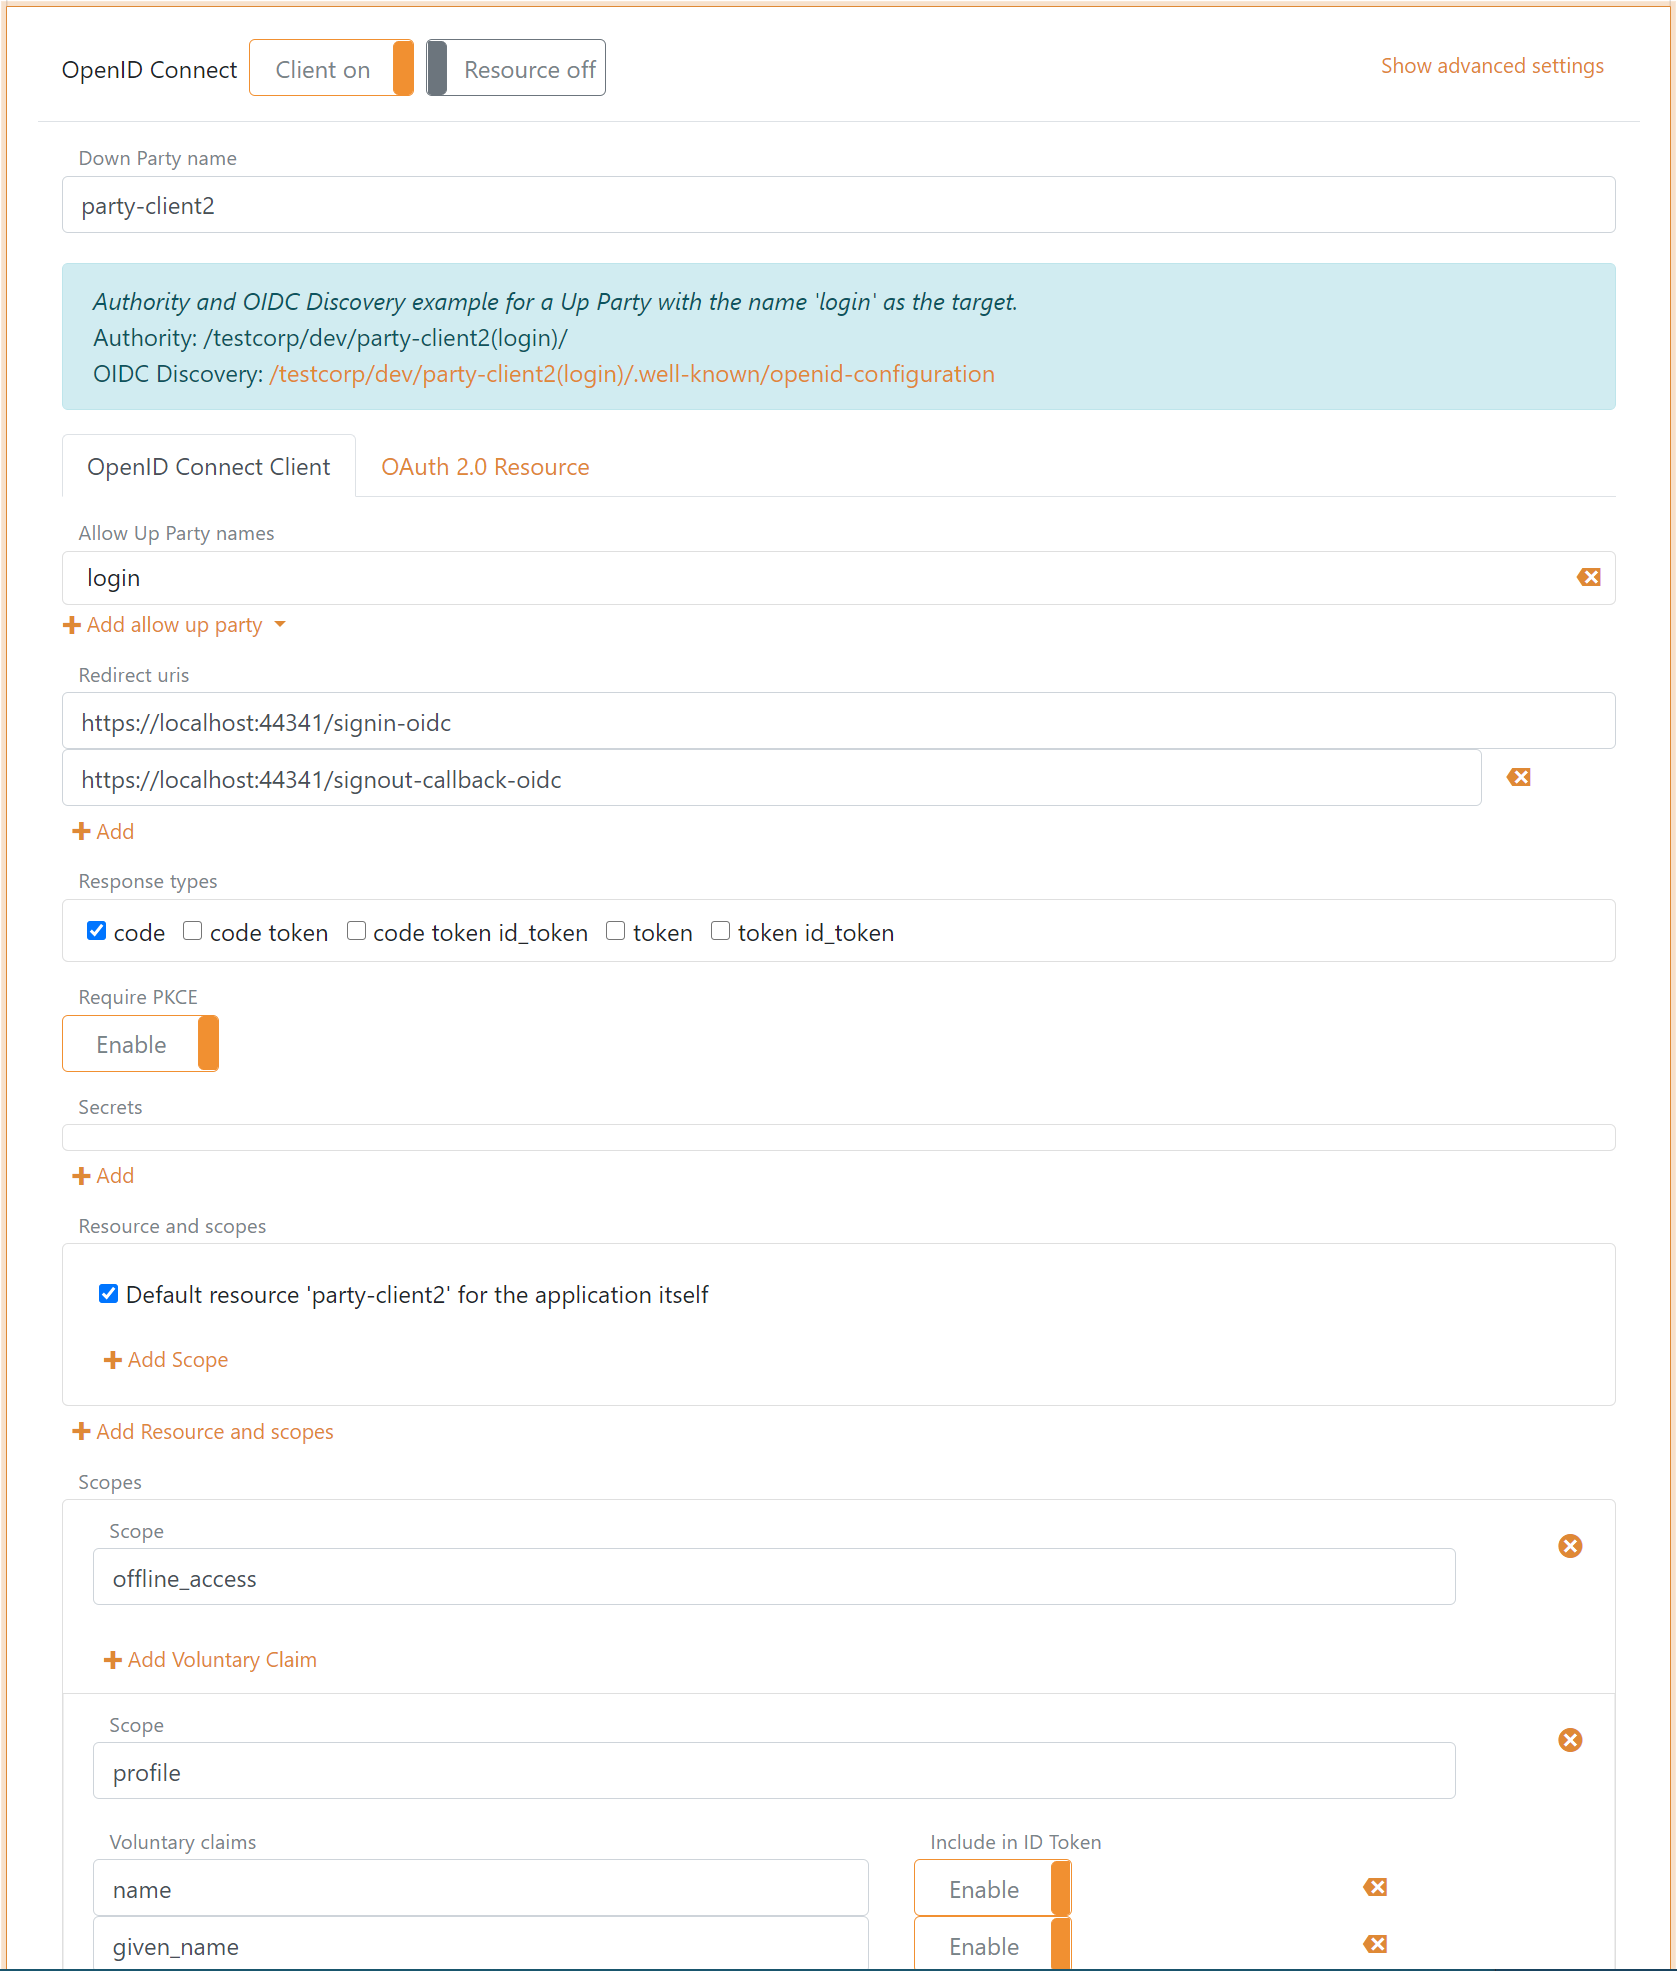 OpenID Connect Client on Resource off Show advanced settings
Down Party name
party-client2
Authority and OIDC Discovery example for a Up Party with the name 'login' as the target.
Authority: /testcorp/dev/party-client2(login)/
OIDC Discovery: /testcorp/dev/party-client2(login)/.well-known/openid-configuration
OpenID Connect Client OAuth 2.0 Resource
Allow Up Party names
login
Add allow up party
Redirect uris
https://localhost:44341/signin-oidc
https://localhost:44341/signout-callback-oidc
Add
Response types
code code token code token id_token token token id_token
Require PKCE
Enable
Secrets
Add
Resource and scopes
Default resource 'party-client2' for the application itself
Add Scope
Add Resource and scopes
Scopes
Scope
offline_access
Add Voluntary Claim
Scope
profile
Voluntary claims Include in ID Token
name Enable
given_name Enable